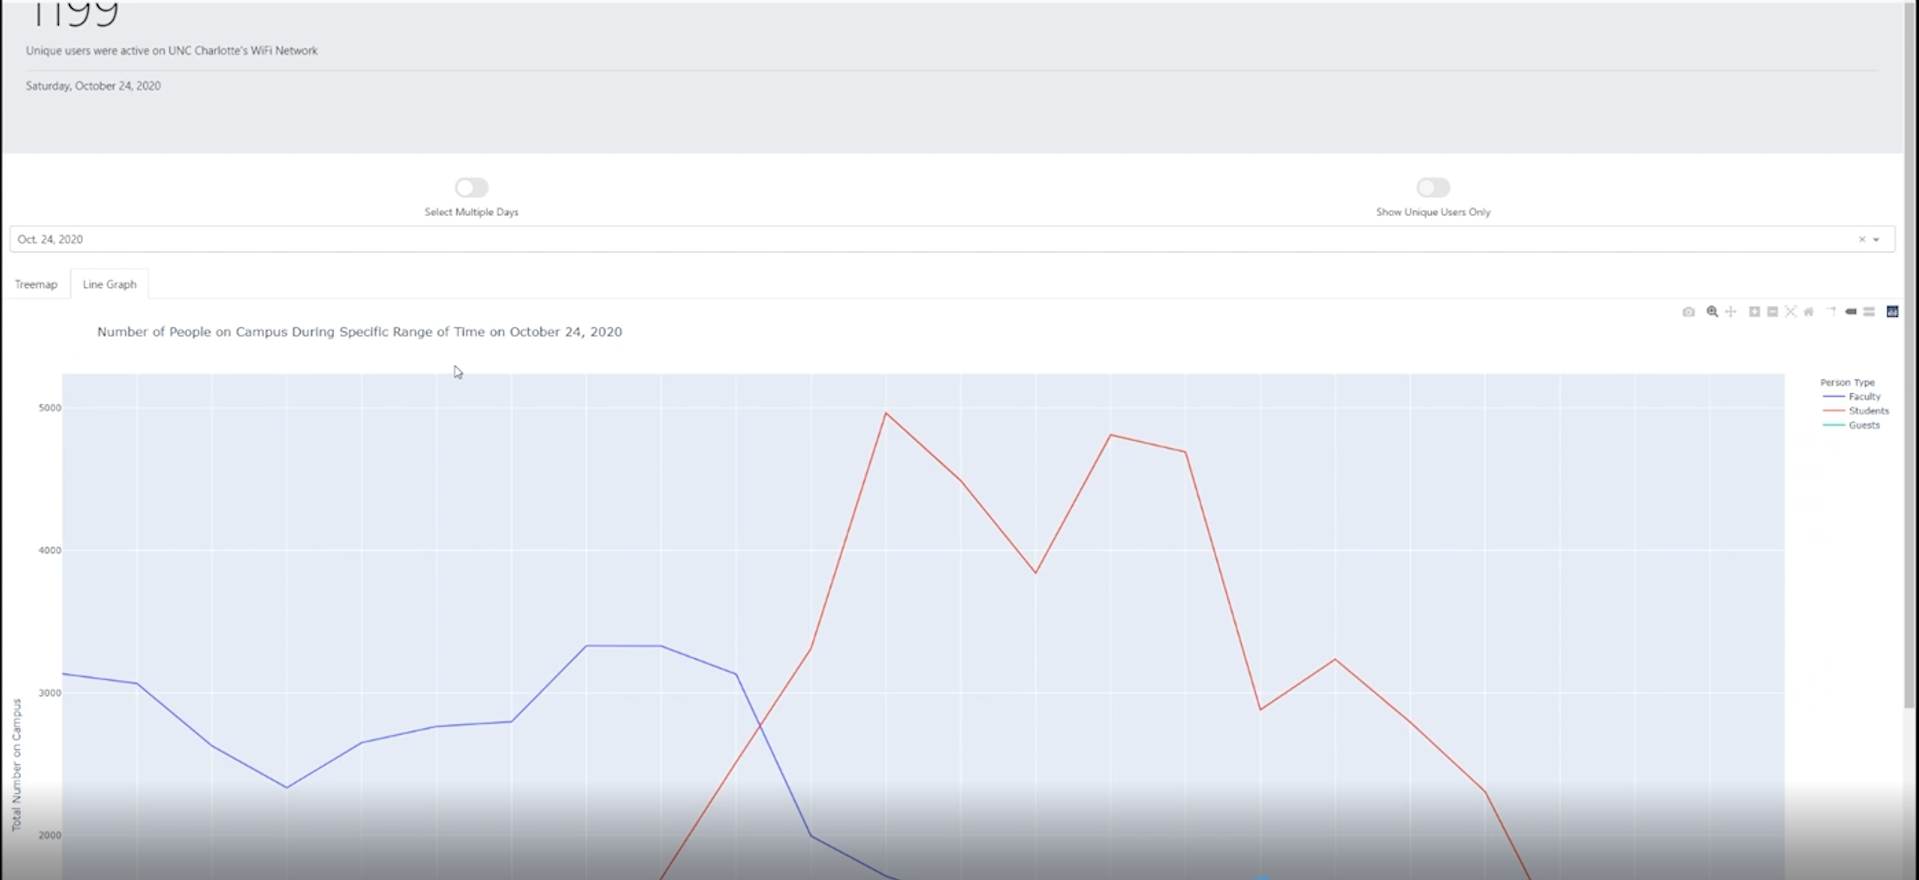 1199
Unique users were active on UNC Charlotte's WiFi Network
Saturday, October 24, 2020
Select Multiple Days
Show Unique Users Only
Oct. 24, 2020
Treemap
Line Graph
Number of People on Campus During Specific Range of Time on October 24, 2020
Person Type
Faculty
Students
Guests
5000
4000
3000
2000
Total Number on Campus